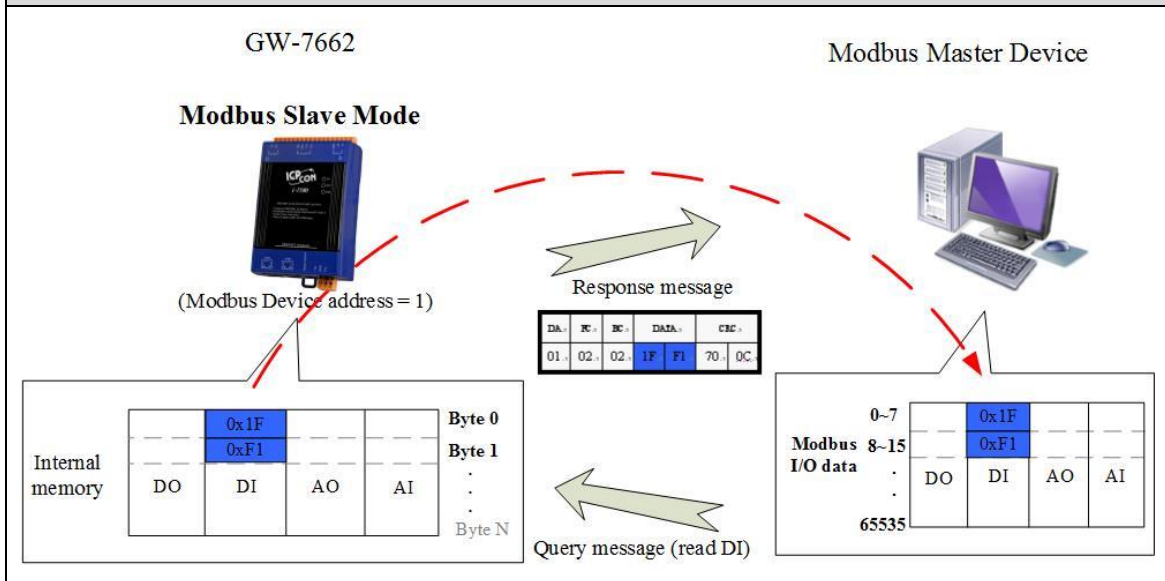 GW-7662
Modbus Master Device
Modbus Slave Mode
ICP
CON
(Modbus Device address = 1)
Response message
DA FC BC DATA CRC
01 02 02 1F F1 70 0C
Internal
memory
0x1F
0xF1
DO DI AO AI
Byte 0
Byte 1
.
.
.
Byte N
Query message (read DI)
Modbus
I/O data
0~7
8~15
.
.
.
65535
0x1F
0xF1
DO DI AO AI